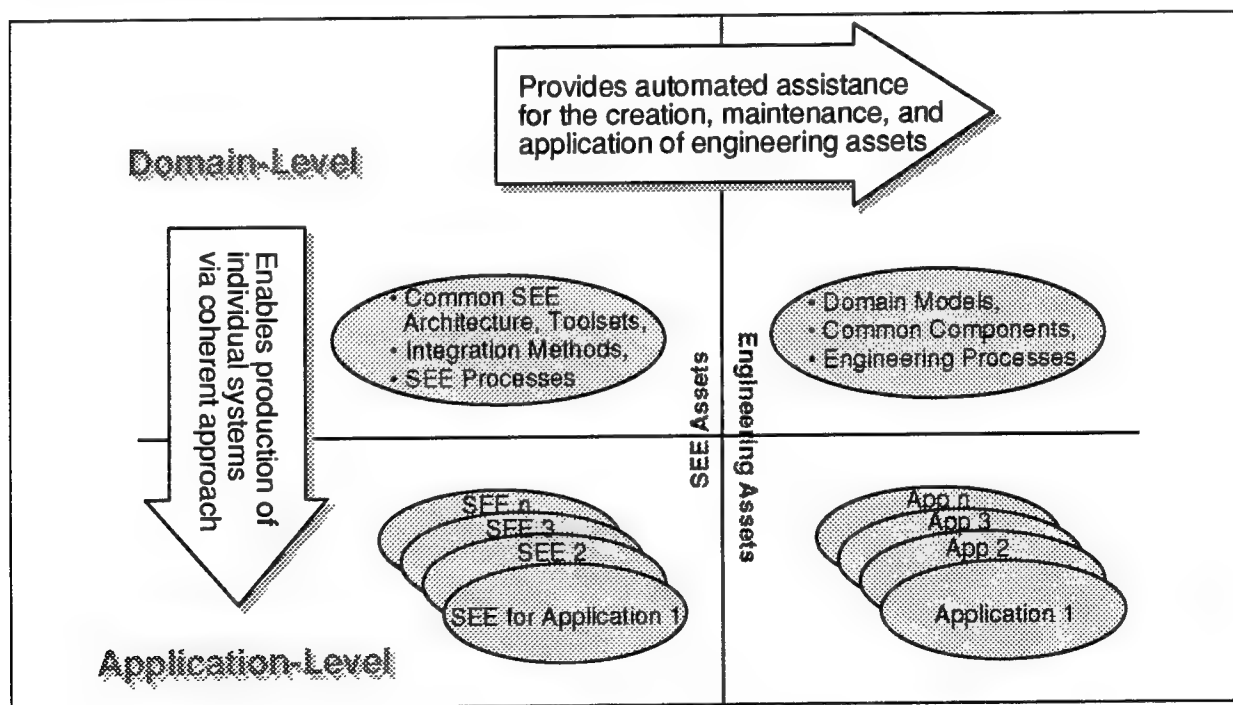 Provides automated assistance
for the creation, maintenance, and
application of engineering assets
Domain-Level
Enables production of
individual systems
via coherent approach
• Common SEE
Architecture, Toolsets,
• Integration Methods,
• SEE Processes
SEE Assets
Engineering Assets
• Domain Models,
• Common Components,
• Engineering Processes
SEE n
SEE 3
SEE 2
SEE for Application 1
App n
App 3
App 2
Application 1
Application-Level